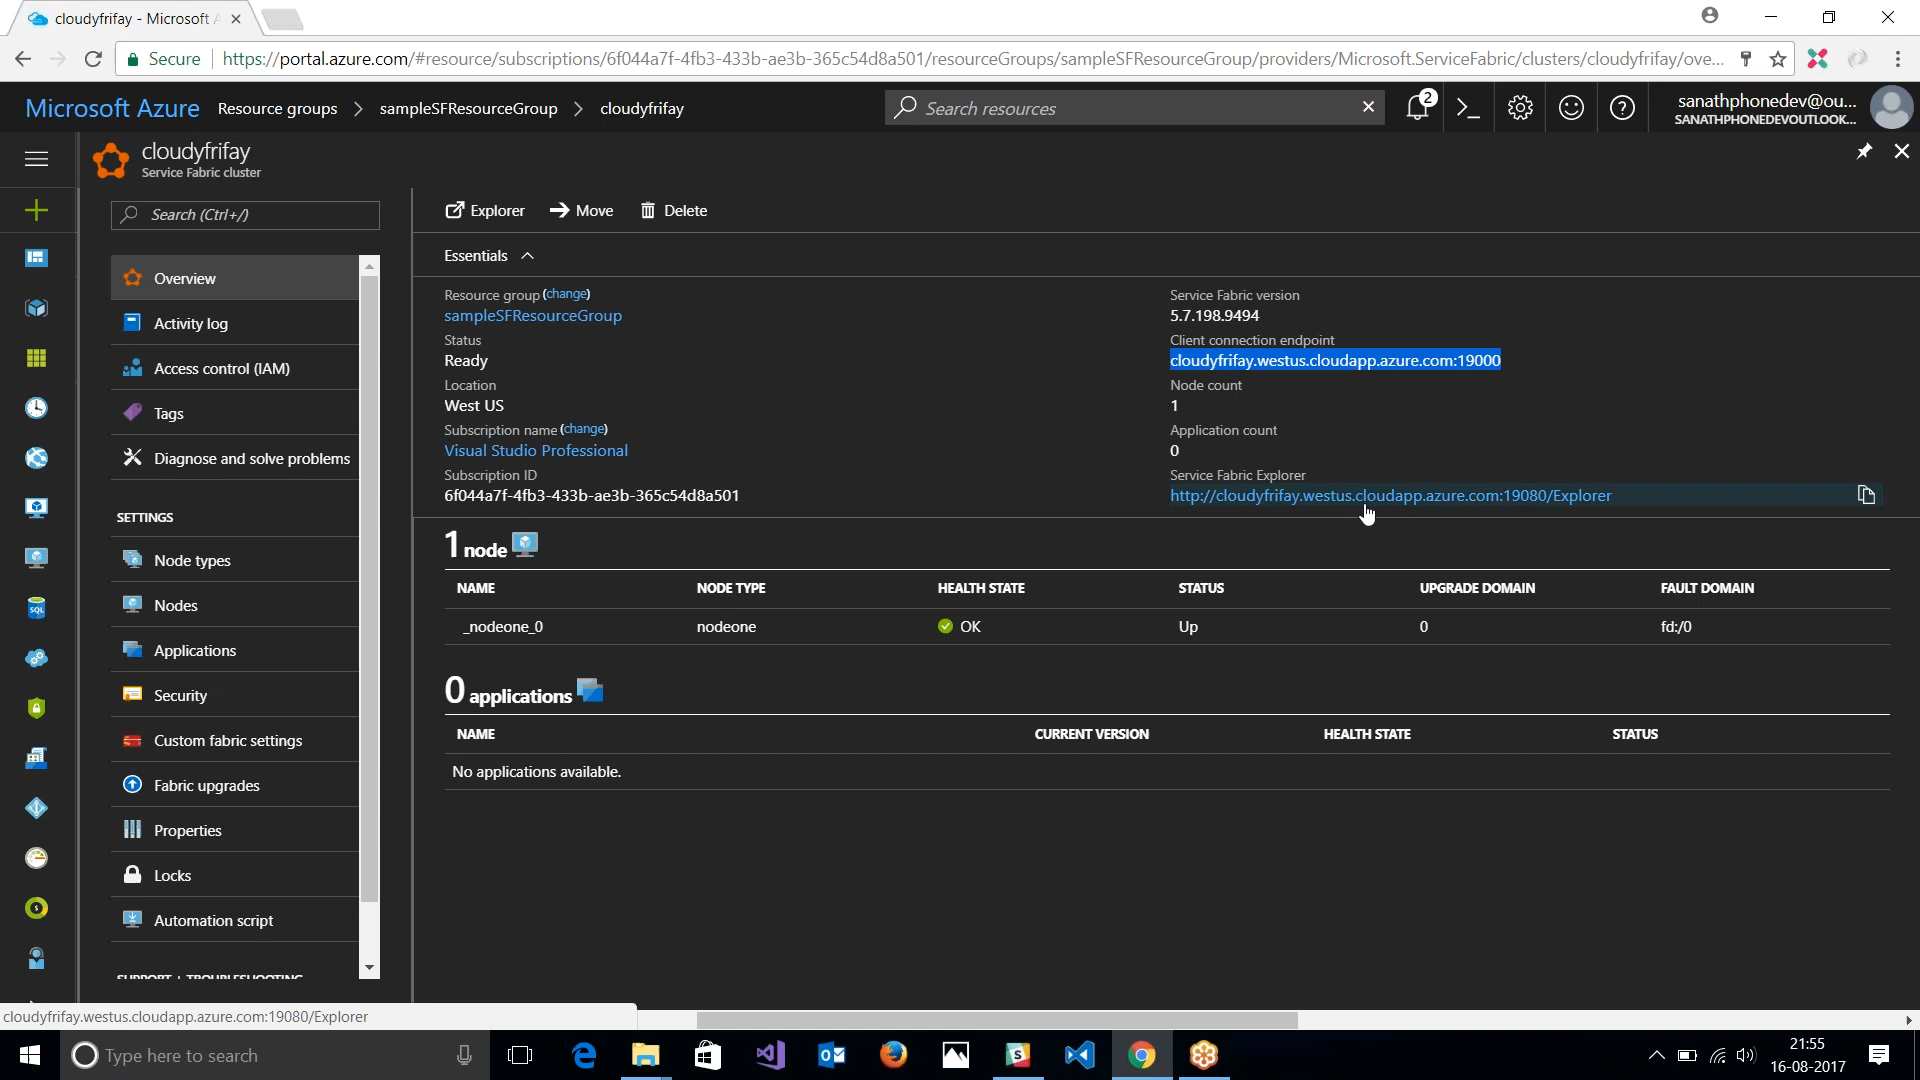 cloudyfrifay - Microsoft A
Secure
https://portal.azure.com/#resource/subscriptions/6f044a7f-4fb3-433b-ae3b-365c54d8a501/resourceGroups/sampleSFResourceGroup/providers/Microsoft.ServiceFabric/clusters/cloudyfrifay/ove...
Microsoft Azure
Resource groups > sampleSFResourceGroup > cloudyfrifay
Search resources
2
sanathphonedev@ou...
SANATHPHONEDEVOUTLOOK...
cloudyfrifay
Service Fabric cluster
Search (Ctrl+/)
Overview
Activity log
Access control (IAM)
Tags
Diagnose and solve problems
SETTINGS
Node types
Nodes
Applications
Security
Custom fabric settings
Fabric upgrades
Properties
Locks
Automation script
SUPPORT + TROUBLESHOOTING
Explorer
Move
Delete
Essentials
Resource group (change)
sampleSFResourceGroup
Status
Ready
Location
West US
Subscription name (change)
Visual Studio Professional
Subscription ID
6f044a7f-4fb3-433b-ae3b-365c54d8a501
Service Fabric version
5.7.198.9494
Client connection endpoint
cloudyfrifay.westus.cloudapp.azure.com:19000
Node count
1
Application count
0
Service Fabric Explorer
http://cloudyfrifay.westus.cloudapp.azure.com:19080/Explorer
1 node
NAME NODE TYPE HEALTH STATE STATUS UPGRADE DOMAIN FAULT DOMAIN
_nodeone_0 nodeone OK Up 0 fd:/0
0 applications
NAME CURRENT VERSION HEALTH STATE STATUS
No applications available.
cloudyfrifay.westus.cloudapp.azure.com:19080/Explorer
Type here to search
21:55
16-08-2017